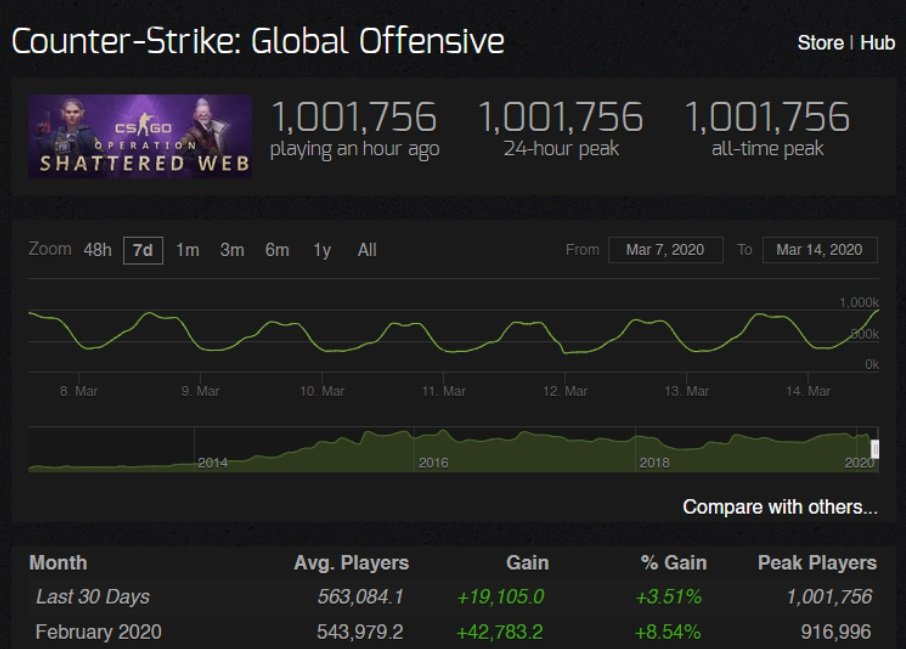 Counter-Strike: Global Offensive
Store | Hub
CS GO
OPERATION
SHATTERED WEB
1,001,756 1,001,756 1,001,756
playing an hour ago 24-hour peak all-time peak
Zoom 48h 7d 1m 3m 6m 1y All From Mar 7, 2020 To Mar 14, 2020
1,000k
500k
0k
8. Mar 9. Mar 10. Mar 11. Mar 12. Mar 13. Mar 14. Mar
2014 2016 2018 2020
Compare with others...
Month Avg. Players Gain % Gain Peak Players
Last 30 Days 563,084.1 +19,105.0 +3.51% 1,001,756
February 2020 543,979.2 +42,783.2 +8.54% 916,996